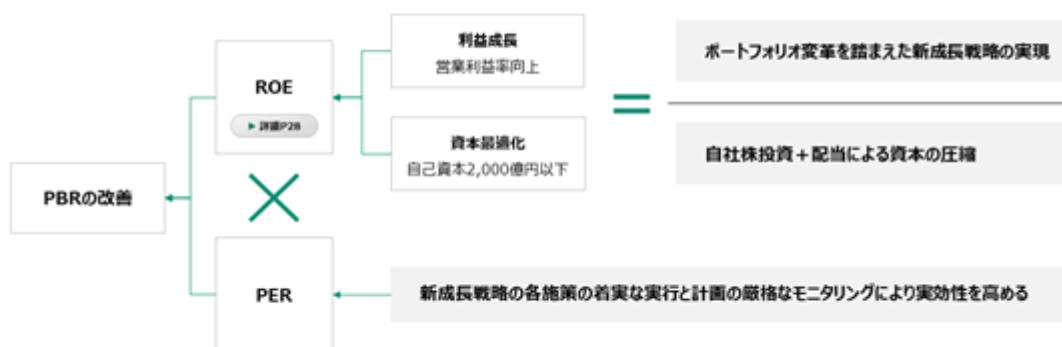 PBRの改善
ROE
▶ 詳細P28
×
PER
利益成長
営業利益率向上
資本最適化
自己資本2,000億円以下
=
ポートフォリオ変革を踏まえた新成長戦略の実現
自社株投資+配当による資本の圧縮
新成長戦略の各施策の着実な実行と計画の厳格なモニタリングにより実効性を高める